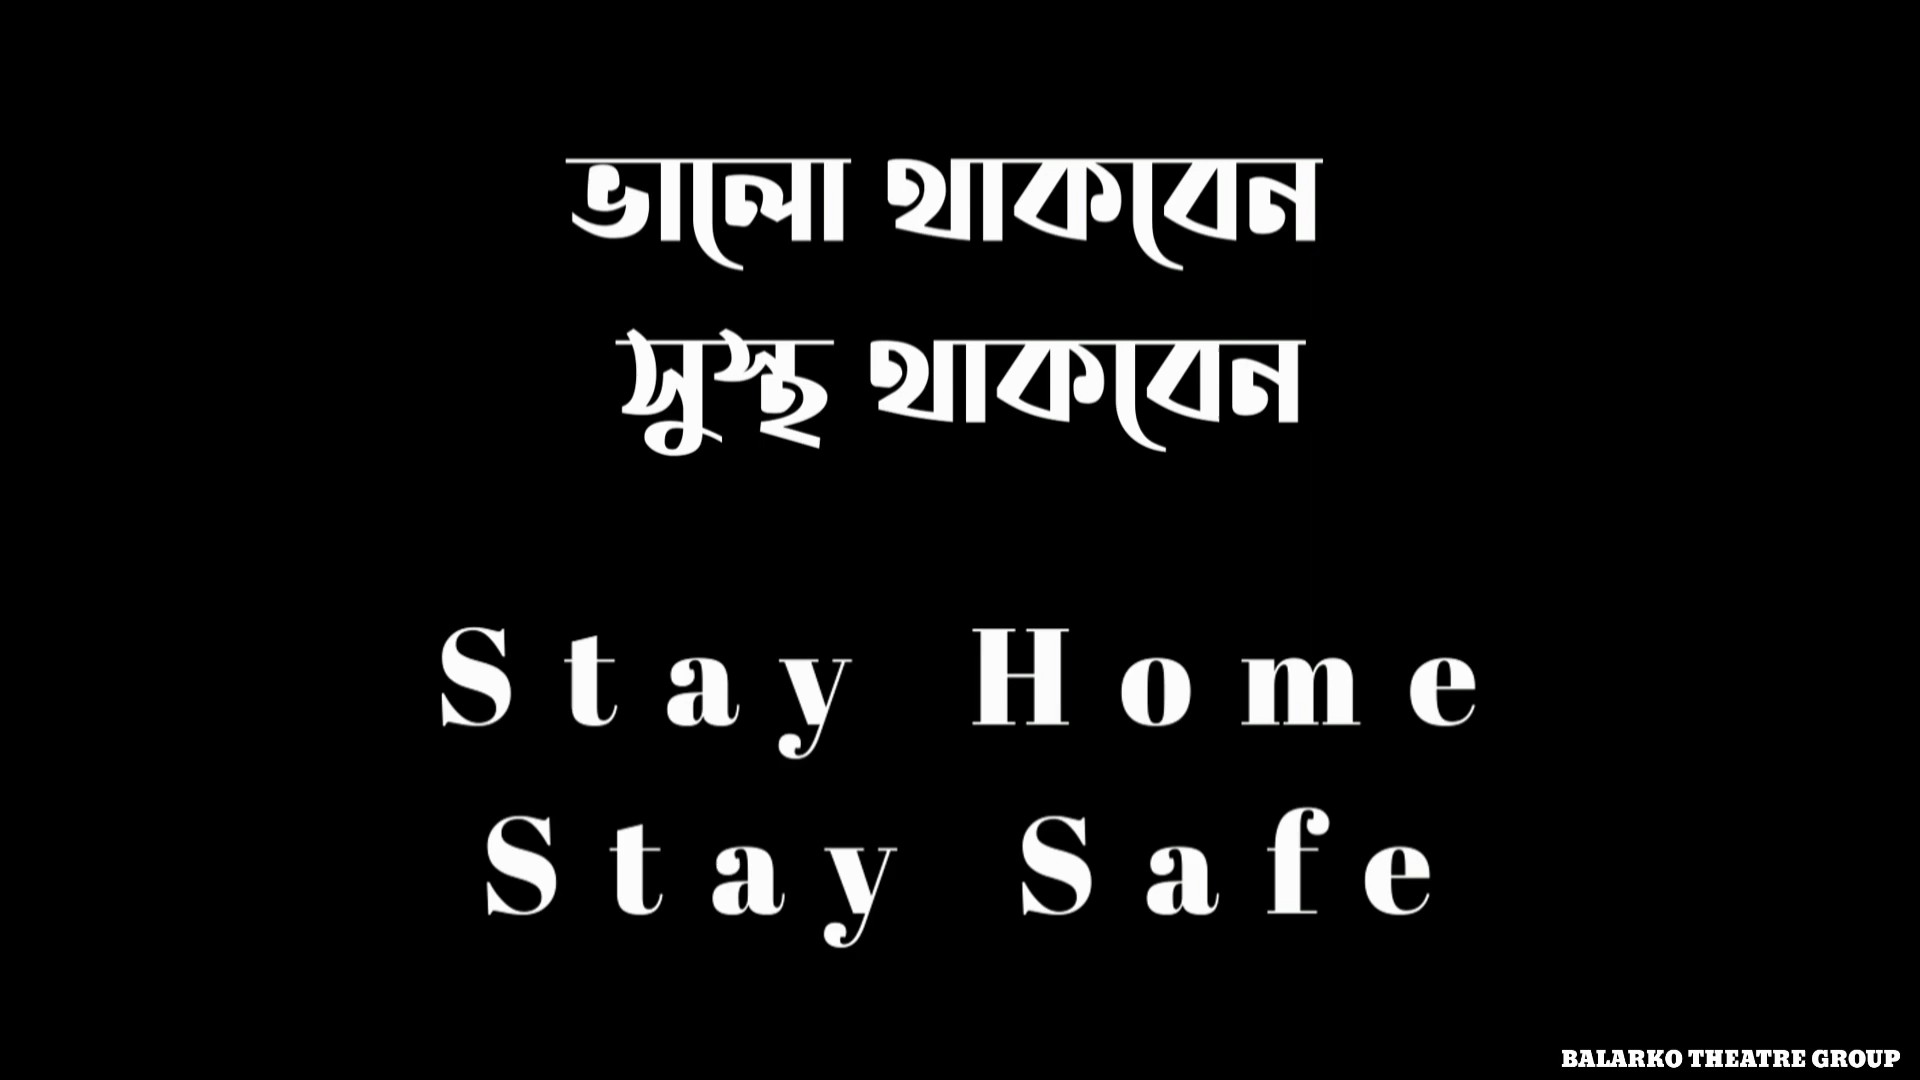 ভালো থাকবেন
সুস্থ থাকবেন
Stay Home
Stay Safe
BALARKO THEATRE GROUP